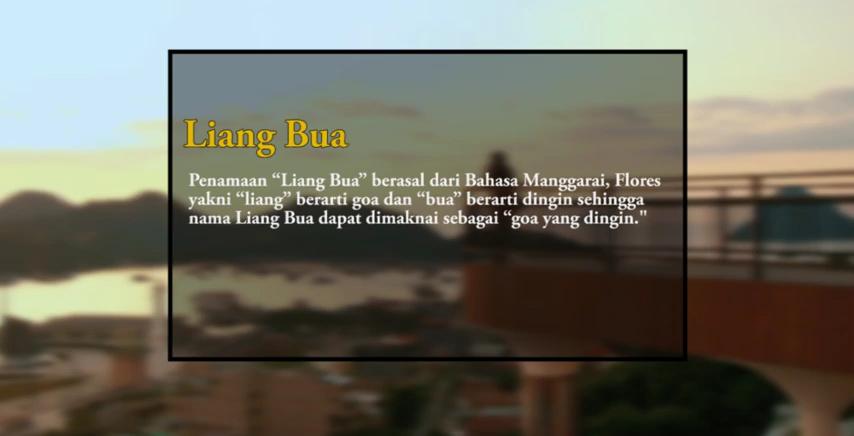 Liang Bua
Penamaan “Liang Bua” berasal dari Bahasa Manggarai, Flores
yakni “liang” berarti goa dan “bua” berarti dingin sehingga
nama Liang Bua dapat dimaknai sebagai “goa yang dingin."